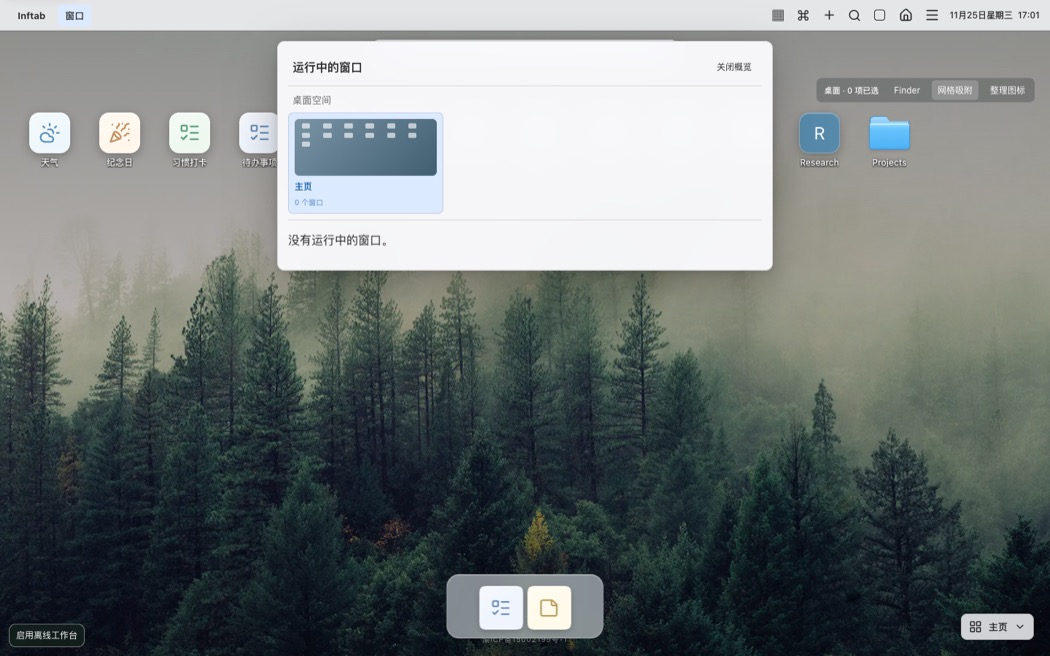 Inftab
窗口
11月25日星期三 17:01
运行中的窗口
关闭概览
桌面空间
主页
0 个窗口
没有运行中的窗口。
桌面 · 0 项已选
Finder
网格吸附
整理图标
天气
纪念日
习惯打卡
待办事项
R
Research
Projects
启用离线工作台
主页